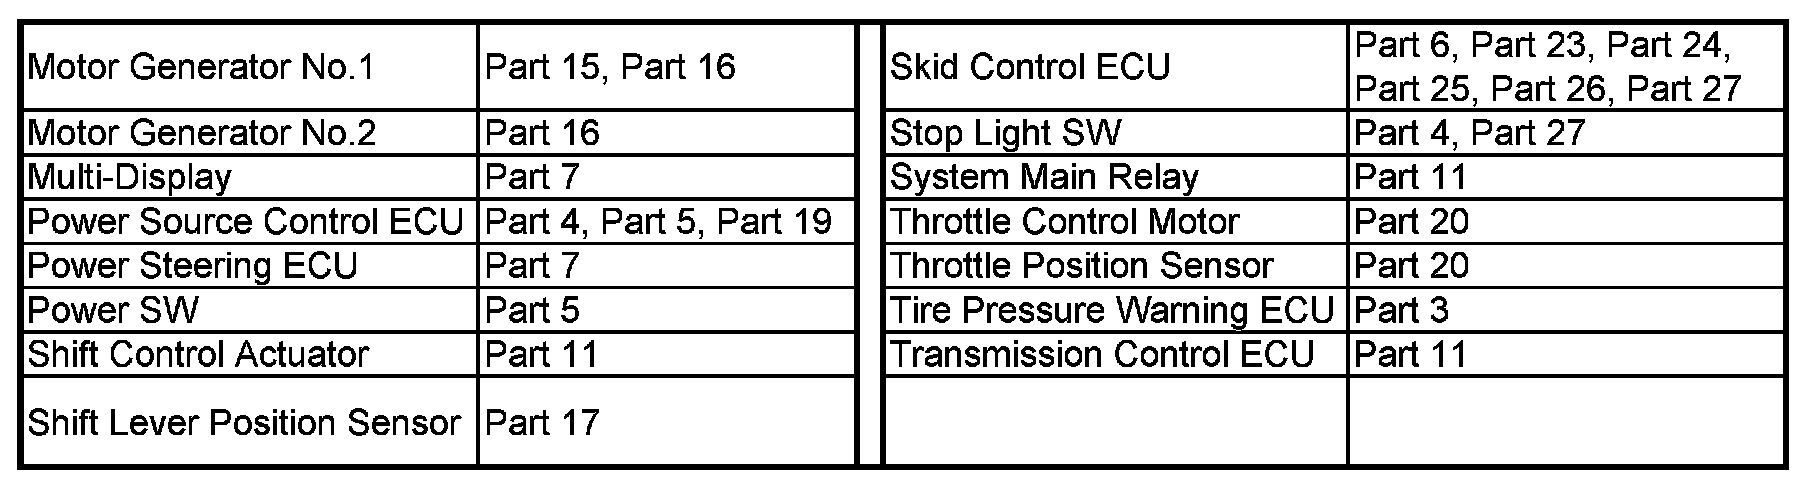 Motor Generator No.1 Part 15, Part 16
Motor Generator No.2 Part 16
Multi-Display Part 7
Power Source Control ECU Part 4, Part 5, Part 19
Power Steering ECU Part 7
Power SW Part 5
Shift Control Actuator Part 11
Shift Lever Position Sensor Part 17
Skid Control ECU Part 6, Part 23, Part 24,
Part 25, Part 26, Part 27
Stop Light SW Part 4, Part 27
System Main Relay Part 11
Throttle Control Motor Part 20
Throttle Position Sensor Part 20
Tire Pressure Warning ECU Part 3
Transmission Control ECU Part 11